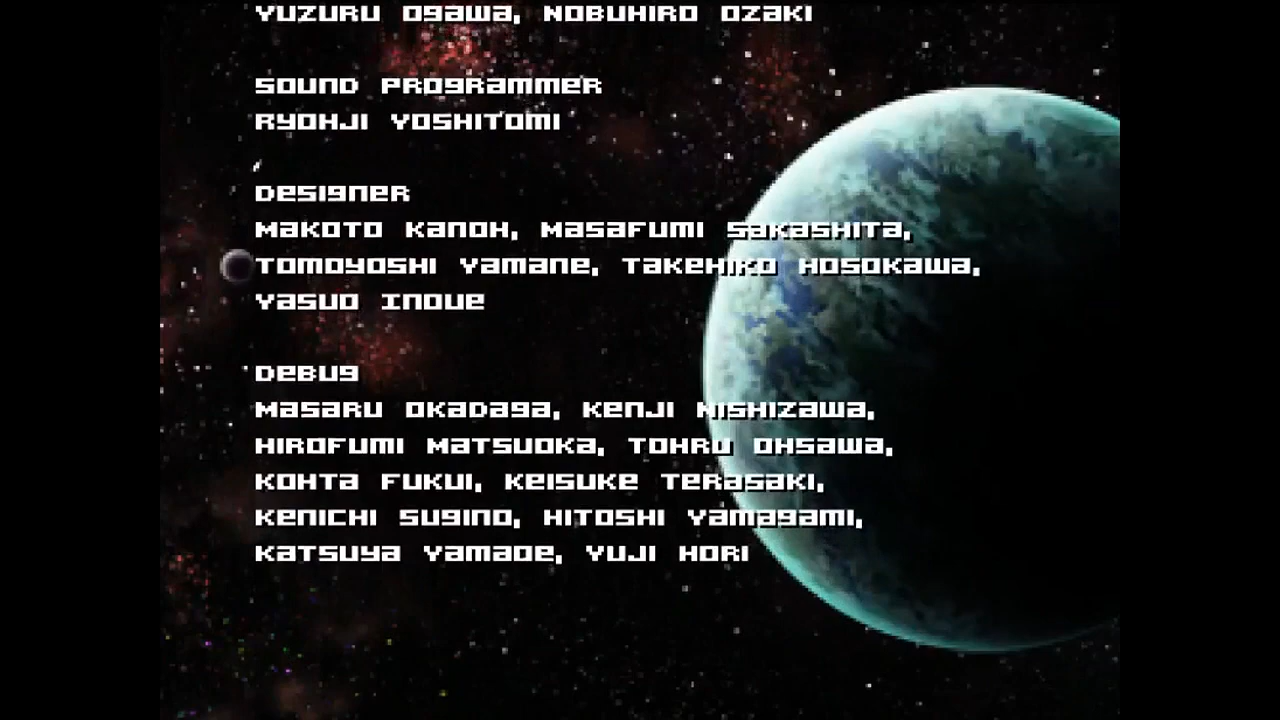 YUZURU OGAWA, NOBUHIRO OZAKI
SOUND PROGRAMMER
RYOHJI YOSHITOMI
DESIGNER
MAKOTO KANOH, MASAFUMI SAKASHITA,
TOMOYOSHI YAMANE, TAKEHIKO HOSOKAWA,
YASUO INOUE
DEBUG
MASARU OKADAGA, KENJI NISHIZAWA,
HIROFUMI MATSUOKA, TOHRU OHSAWA,
KOHTA FUKUI, KEISUKE TERASAKI,
KENICHI SUGINO, HITOSHI YAMAGAMI,
KATSUYA YAMADE, YUJI HORI